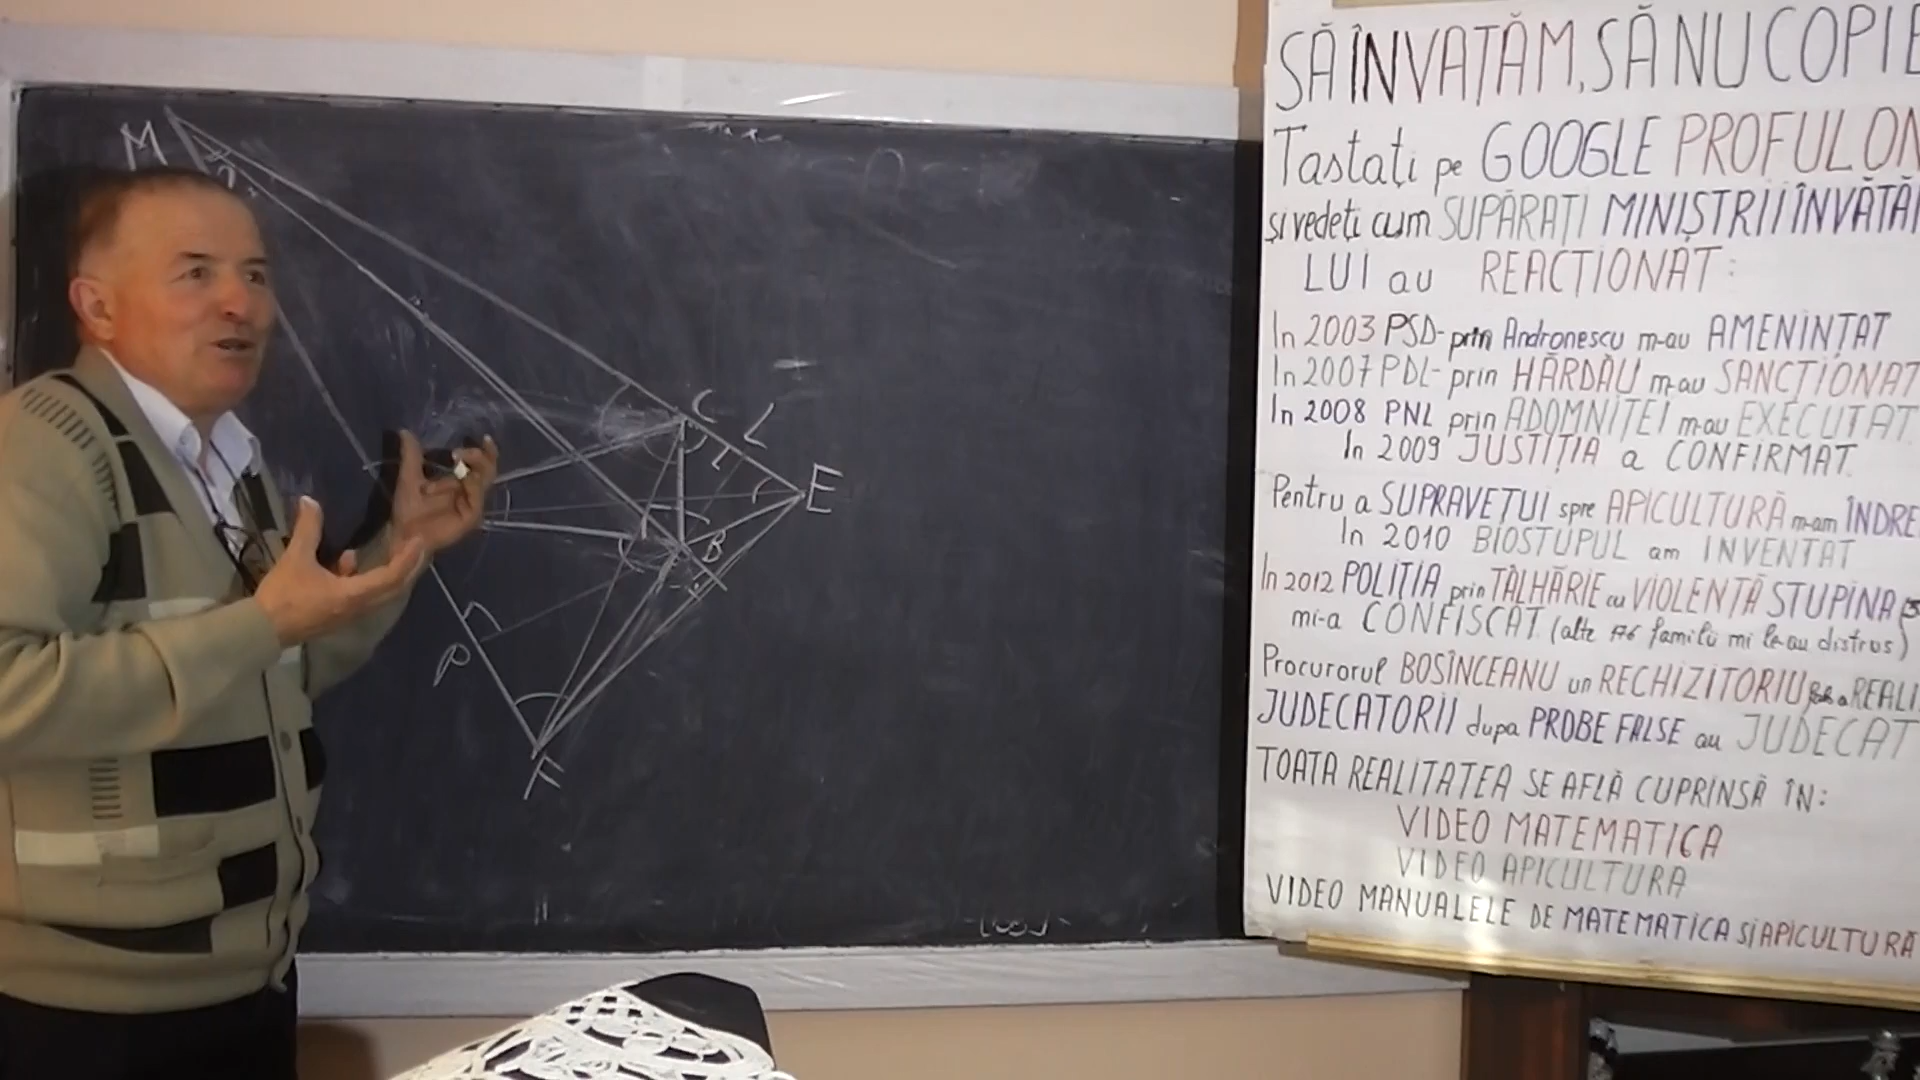 M
C
L
E
B
P
F
SĂ ÎNVAȚĂM, SĂ NU COPIE
Tastați pe GOOGLE PROFULON
și vedeți cum SUPĂRAȚI MINIȘTRII ÎNVĂȚĂ
LUI au REACȚIONAT:
In 2003 PSD- prin Andronescu m-au AMENINȚAT
In 2007 PDL- prin HĂRDĂU m-au SANCȚIONAT
In 2008 PNL prin ADOMNIȚEI m-au EXECUTAT
In 2009 JUSTIȚIA a CONFIRMAT
Pentru a SUPRAVEȚUI spre APICULTURĂ m-am ÎNDRE
In 2010 BIOSTUPUL am INVENTAT
In 2012 POLIȚIA prin TÂLHĂRIE cu VIOLENȚĂ STUPINA
mi-a CONFISCAT (alte 176 familii mi le-au distrus)
Procurorul BOSÎNCEANU un RECHIZITORIU REALI
JUDECATORII dupa PROBE FALSE au JUDECAT
TOATA REALITATEA SE AFLĂ CUPRINSĂ ÎN:
VIDEO MATEMATICA
VIDEO APICULTURA
VIDEO MANUALELE DE MATEMATICA SI APICULTURĂ